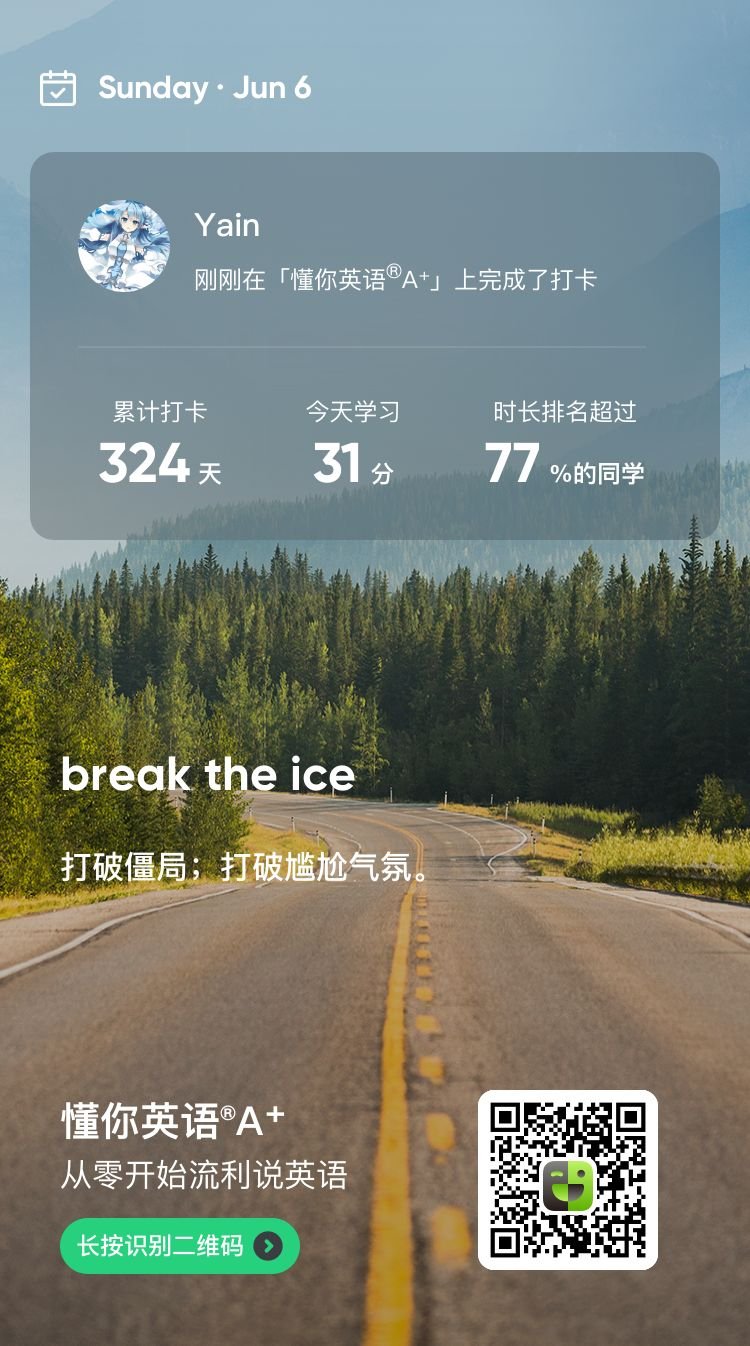 Sunday · Jun 6
Yain
刚刚在「懂你英语®A⁺」上完成了打卡
累计打卡 今天学习 时长排名超过
324 天 31 分 77 %的同学
break the ice
打破僵局；打破尴尬气氛。
懂你英语®A⁺
从零开始流利说英语
长按识别二维码